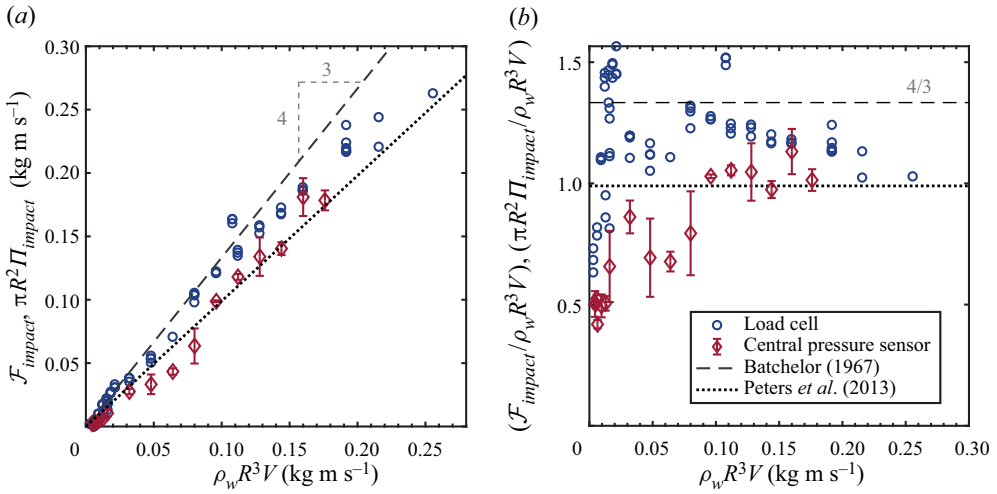 (a)
0.30
0.25
0.20
0.15
0.10
0.05
0
0.05
0.10
0.15
0.20
0.25
3
4
ℱimpact, πR²Πimpact (kg m s⁻¹)
ρwR³V (kg m s⁻¹)
(b)
1.5
1.0
0.5
0
0.05
0.10
0.15
0.20
0.25
0.30
4/3
(ℱimpact/ρwR³V), (πR²Πimpact/ρwR³V)
Load cell
Central pressure sensor
Batchelor (1967)
Peters et al. (2013)
ρwR³V (kg m s⁻¹)